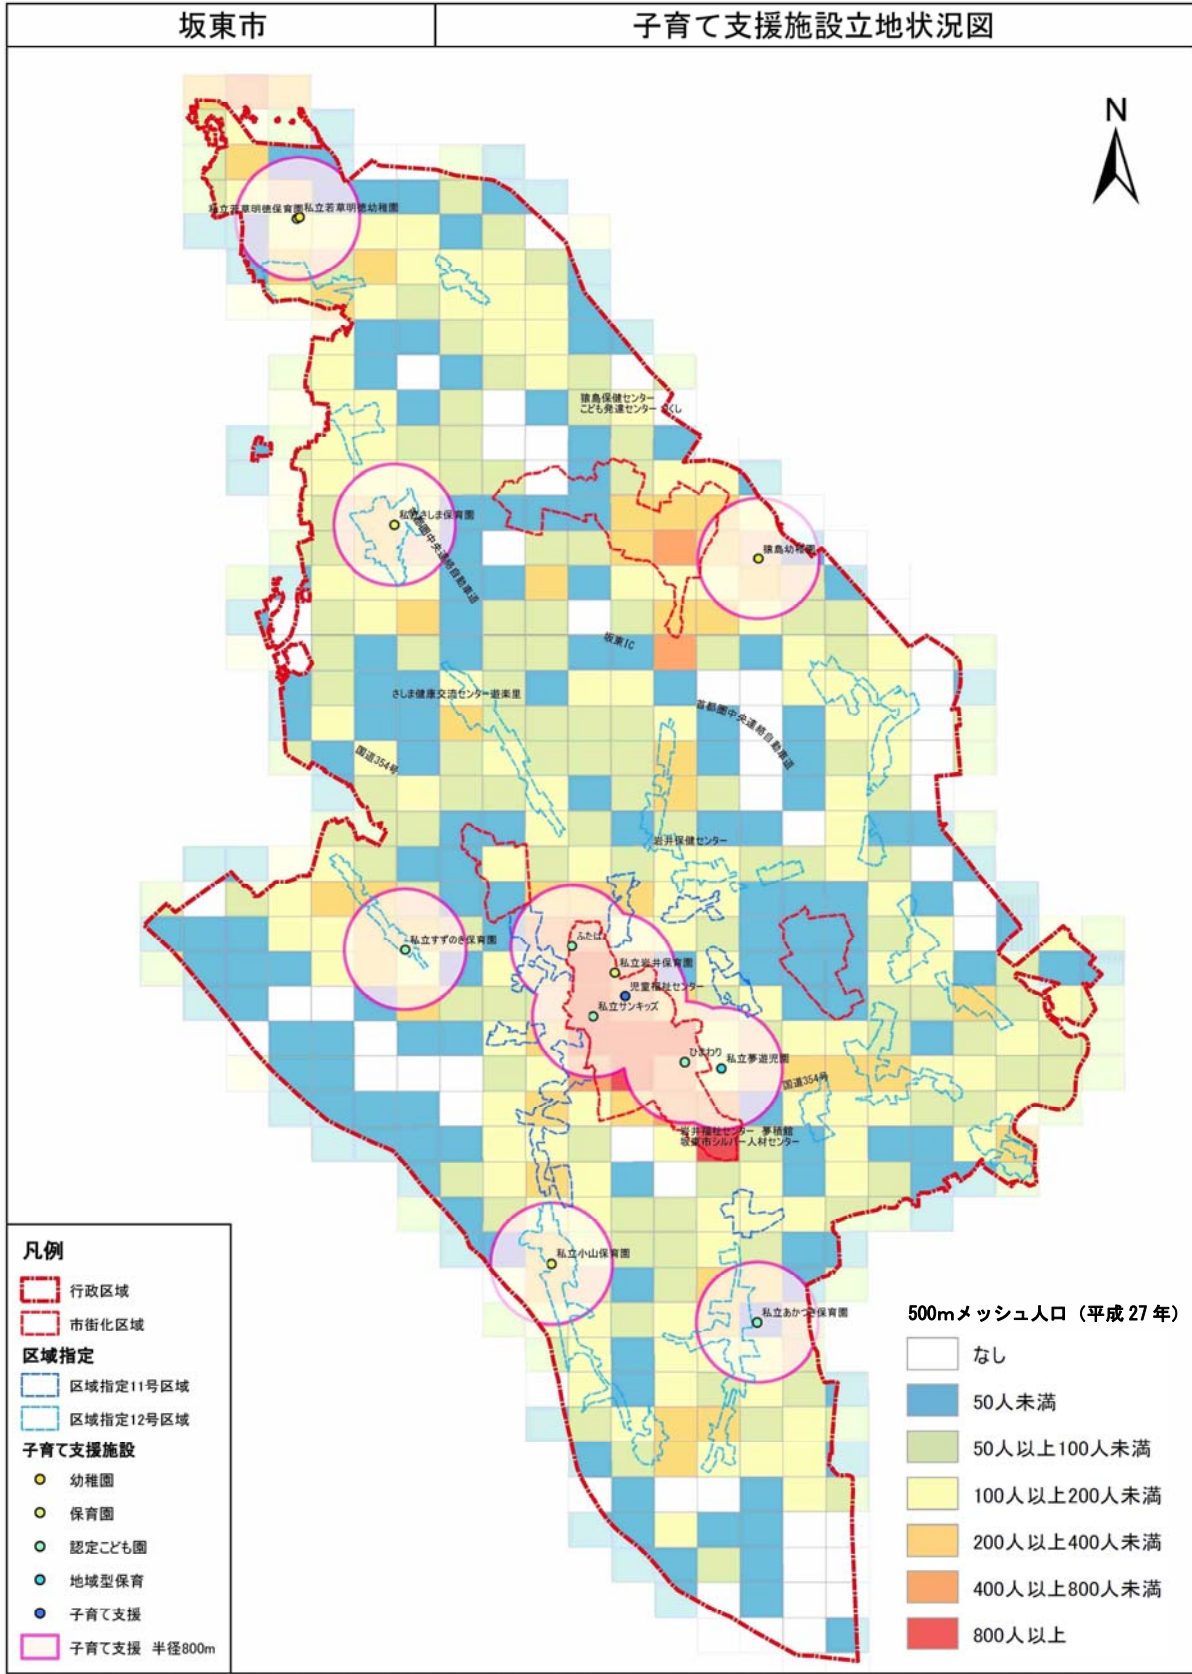 坂東市
子育て支援施設立地状況図
N
私立若草明徳保育園
私立若草明徳幼稚園
猿島保健センター
こども発達センター つくし
私立さしま保育園
首都圏中央連絡自動車道
猿島幼稚園
坂東IC
さしま健康交流センター遊楽里
首都圏中央連絡自動車道
国道354号
岩井保健センター
ふたば
私立すずのき保育園
私立岩井保育園
児童福祉センター
私立サンキッズ
ひまわり
私立夢遊児園
国道354号
岩井福祉センター 夢積館
坂東市シルバー人材センター
私立小山保育園
私立あかつき保育園
凡例
行政区域
市街化区域
区域指定
区域指定11号区域
区域指定12号区域
子育て支援施設
幼稚園
保育園
認定こども園
地域型保育
子育て支援
子育て支援 半径800m
500mメッシュ人口（平成27年）
なし
50人未満
50人以上100人未満
100人以上200人未満
200人以上400人未満
400人以上800人未満
800人以上